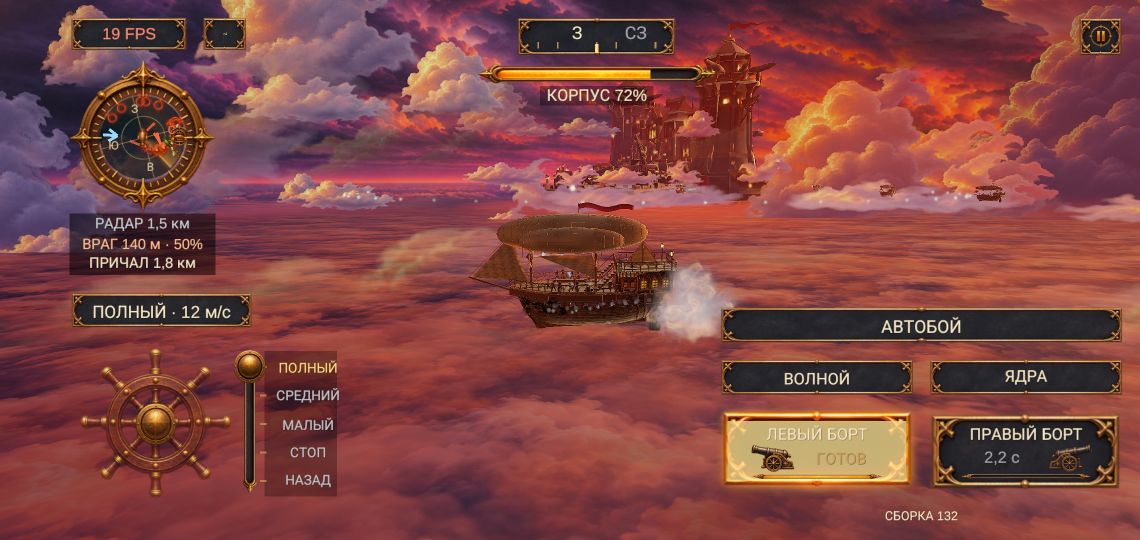 19 FPS
З СЗ
КОРПУС 72%
З
Ю
В
РАДАР 1,5 км
ВРАГ 140 м · 50%
ПРИЧАЛ 1,8 км
ПОЛНЫЙ · 12 м/с
ПОЛНЫЙ
СРЕДНИЙ
МАЛЫЙ
СТОП
НАЗАД
АВТОБОЙ
ВОЛНОЙ
ЯДРА
ЛЕВЫЙ БОРТ
ГОТОВ
ПРАВЫЙ БОРТ
2,2 с
СБОРКА 132